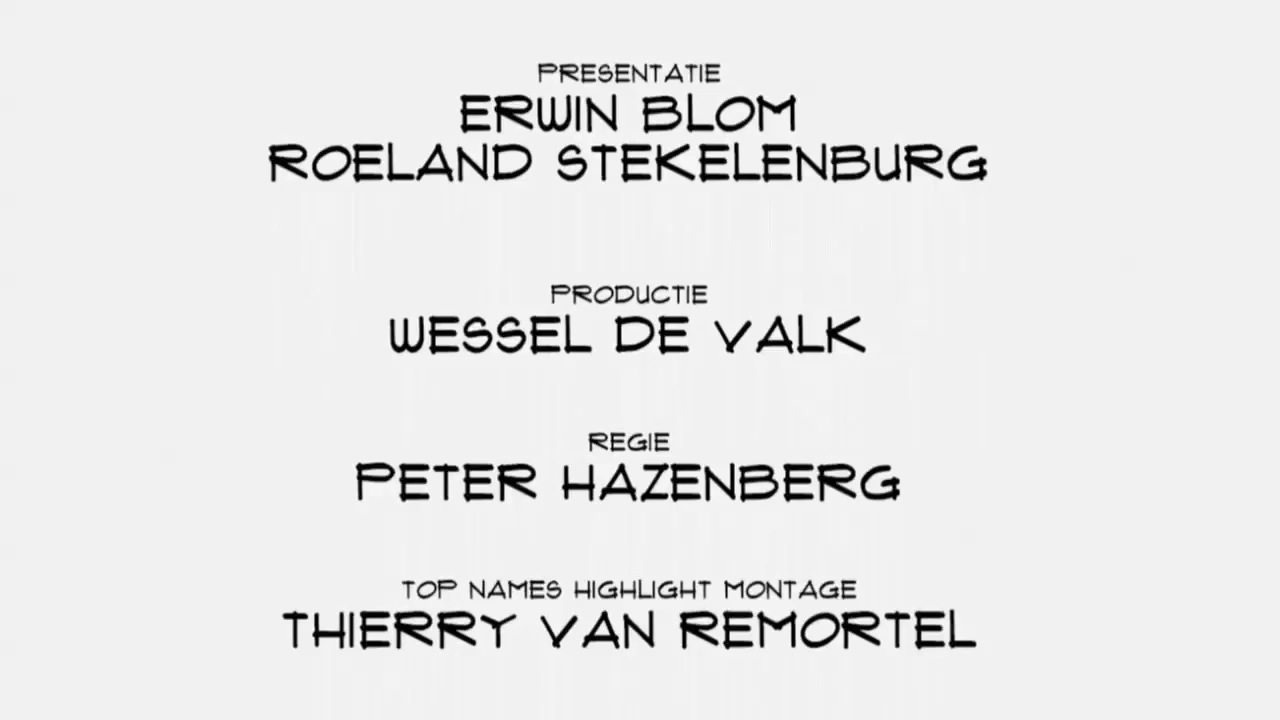 PRESENTATIE
ERWIN BLOM
ROELAND STEKELENBURG
PRODUCTIE
WESSEL DE VALK
REGIE
PETER HAZENBERG
TOP NAMES HIGHLIGHT MONTAGE
THIERRY VAN REMORTEL